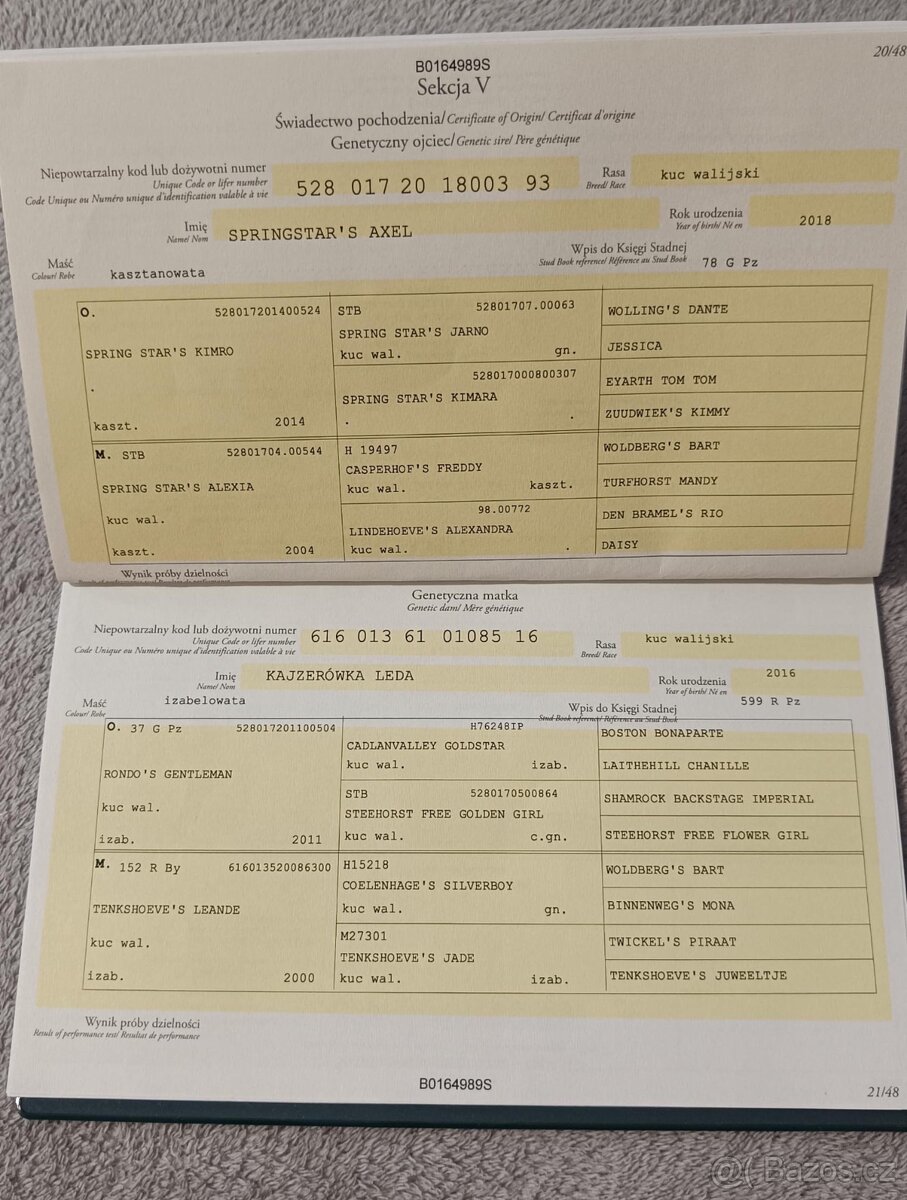 20/48
B0164989S
Sekcja V
Świadectwo pochodzenia/ Certificate of Origin/ Certificat d'origine
Genetyczny ojciec/ Genetic sire/ Père génétique
Niepowtarzalny kod lub dożywotni numer
Unique Code or lifer number
Code Unique ou Numéro unique d'identification valable à vie
528 017 20 18003 93
Rasa
Breed/ Race
kuc walijski
Imię
Name/ Nom
SPRINGSTAR'S AXEL
Rok urodzenia
Year of birth/ Né en
2018
Maść
Colour/ Robe
kasztanowata
Wpis do Księgi Stadnej
Stud Book reference/ Référence au Stud Book
78 G Pz
O. 528017201400524
SPRING STAR'S KIMRO
.
kaszt. 2014
STB 52801707.00063
SPRING STAR'S JARNO
kuc wal. gn.
528017000800307
SPRING STAR'S KIMARA
. .
WOLLING'S DANTE
JESSICA
EYARTH TOM TOM
ZUUDWIEK'S KIMMY
M. STB 52801704.00544
SPRING STAR'S ALEXIA
kuc wal.
kaszt. 2004
H 19497
CASPERHOF'S FREDDY
kuc wal. kaszt.
98.00772
LINDEHOEVE'S ALEXANDRA
kuc wal. .
WOLDBERG'S BART
TURFHORST MANDY
DEN BRAMEL'S RIO
DAISY
Wynik próby dzielności
Genetyczna matka
Genetic dam/ Mère génétique
Niepowtarzalny kod lub dożywotni numer
Unique Code or lifer number
Code Unique ou Numéro unique d'identification valable à vie
616 013 61 01085 16
Rasa
Breed/ Race
kuc walijski
Imię
Name/ Nom
KAJZERÓWKA LEDA
Rok urodzenia
Year of birth/ Né en
2016
Maść
Colour/ Robe
izabelowata
Wpis do Księgi Stadnej
Stud Book reference/ Référence au Stud Book
599 R Pz
O. 37 G Pz 528017201100504
RONDO'S GENTLEMAN
kuc wal.
izab. 2011
H76248IP
CADLANVALLEY GOLDSTAR
kuc wal. izab.
STB 5280170500864
STEEHORST FREE GOLDEN GIRL
kuc wal. c.gn.
BOSTON BONAPARTE
LAITHEHILL CHANILLE
SHAMROCK BACKSTAGE IMPERIAL
STEEHORST FREE FLOWER GIRL
M. 152 R By 616013520086300
TENKSHOEVE'S LEANDE
kuc wal.
izab. 2000
H15218
COELENHAGE'S SILVERBOY
kuc wal. gn.
M27301
TENKSHOEVE'S JADE
kuc wal. izab.
WOLDBERG'S BART
BINNENWEG'S MONA
TWICKEL'S PIRAAT
TENKSHOEVE'S JUWEELTJE
Wynik próby dzielności
Result of performance test/ Resultas de performance
B0164989S
21/48
Bazos.cz